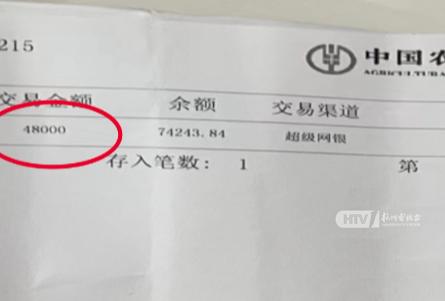 215
中国农
AGRICULTURA
交易金额 余额 交易渠道
48000 74243.84 超级网银
存入笔数： 1 第
HTV